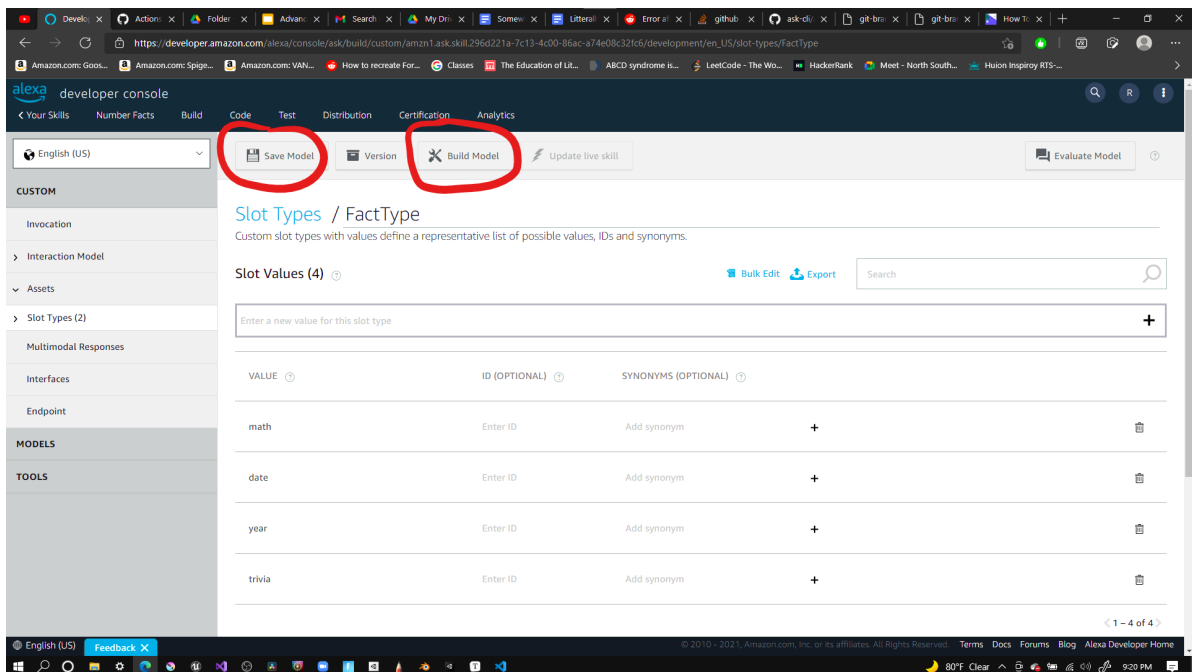 Develo
Actions
Folder
Advanc
Search
My Driv
Somew
Litteral
Error af
github
ask-cli/
git-bra
git-bra
How To
https://developer.amazon.com/alexa/console/ask/build/custom/amzn1.ask.skill.296d221a-7c13-4c00-86ac-a74e08c32fc6/development/en_US/slot-types/FactType
Amazon.com: Goos... Amazon.com: Spige... Amazon.com: VAN... How to recreate For... Classes The Education of Lit... ABCD syndrome is... LeetCode - The Wo... HackerRank Meet - North South... Huion Inspiroy RTS-...
alexa developer console
R
Your Skills Number Facts Build Code Test Distribution Certification Analytics
English (US)
Save Model Version Build Model Update live skill Evaluate Model
CUSTOM
Invocation
Interaction Model
Assets
Slot Types (2)
Multimodal Responses
Interfaces
Endpoint
MODELS
TOOLS
Slot Types / FactType
Custom slot types with values define a representative list of possible values, IDs and synonyms.
Slot Values (4) Bulk Edit Export Search
Enter a new value for this slot type
VALUE ID (OPTIONAL) SYNONYMS (OPTIONAL)
math Enter ID Add synonym
date Enter ID Add synonym
year Enter ID Add synonym
trivia Enter ID Add synonym
< 1 – 4 of 4 >
English (US) Feedback X © 2010 - 2021, Amazon.com, Inc. or its affiliates. All Rights Reserved. Terms Docs Forums Blog Alexa Developer Home
80°F Clear 9:20 PM